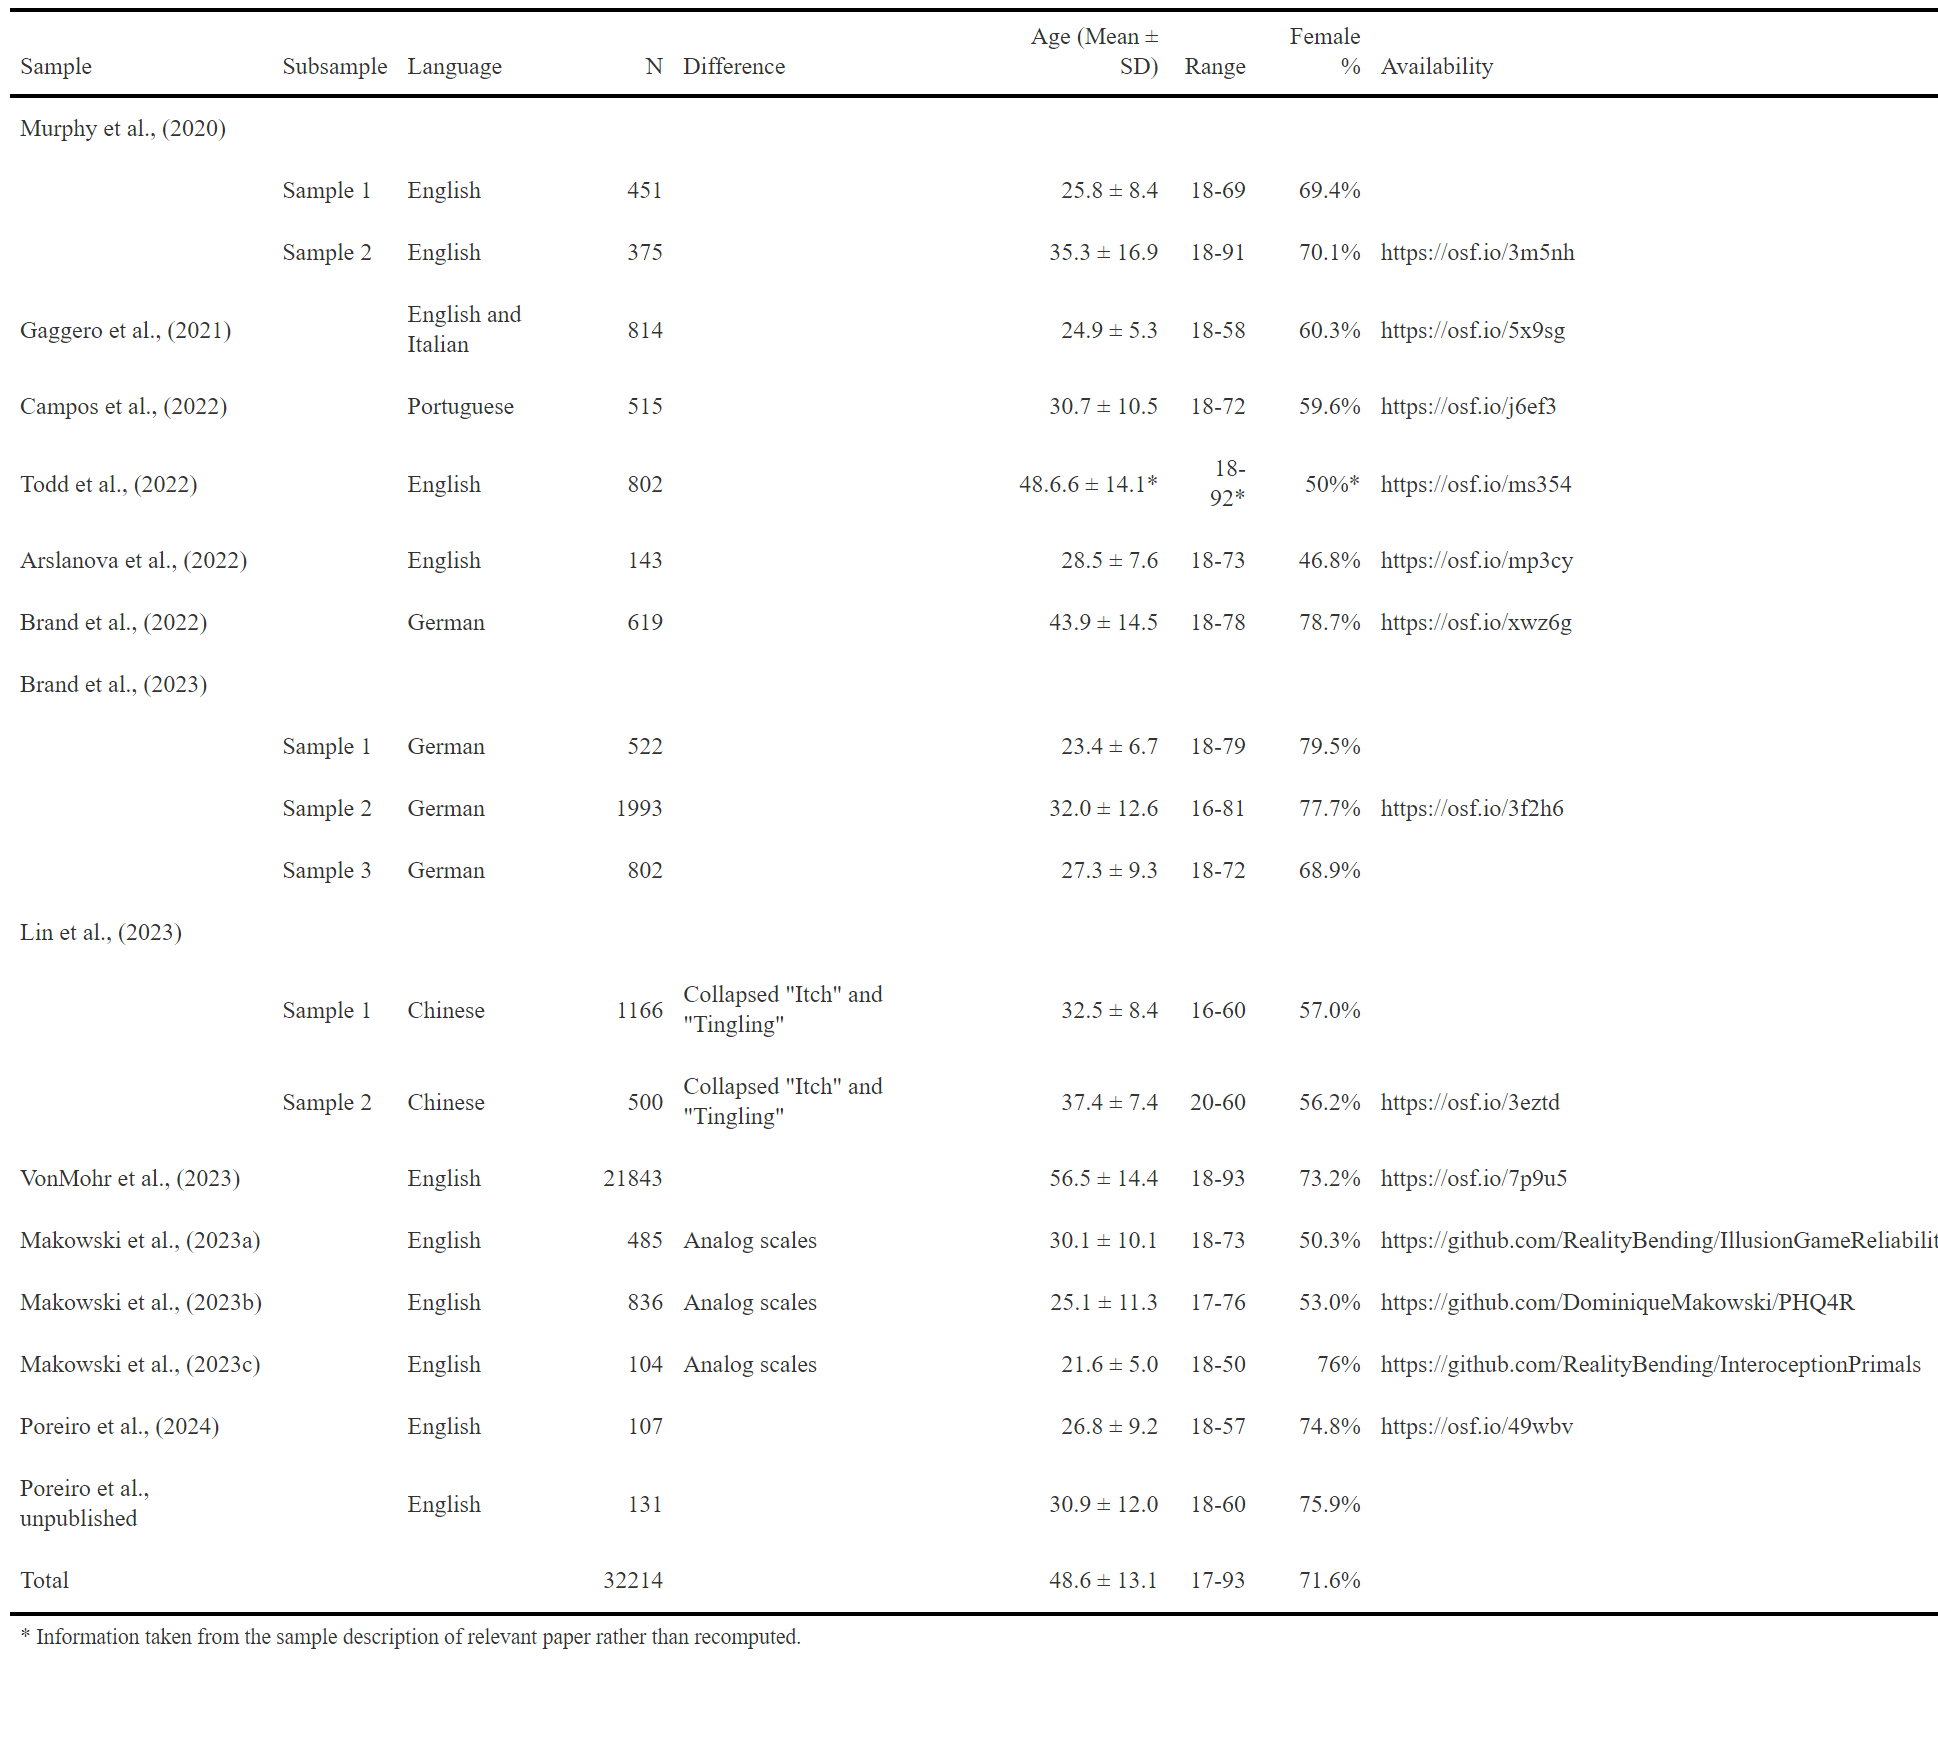 Sample Subsample Language N Difference Age (Mean ± SD) Range Female % Availability
Murphy et al., (2020)
Sample 1 English 451 25.8 ± 8.4 18-69 69.4%
Sample 2 English 375 35.3 ± 16.9 18-91 70.1% https://osf.io/3m5nh
Gaggero et al., (2021) English and Italian 814 24.9 ± 5.3 18-58 60.3% https://osf.io/5x9sg
Campos et al., (2022) Portuguese 515 30.7 ± 10.5 18-72 59.6% https://osf.io/j6ef3
Todd et al., (2022) English 802 48.6.6 ± 14.1* 18-92* 50%* https://osf.io/ms354
Arslanova et al., (2022) English 143 28.5 ± 7.6 18-73 46.8% https://osf.io/mp3cy
Brand et al., (2022) German 619 43.9 ± 14.5 18-78 78.7% https://osf.io/xwz6g
Brand et al., (2023)
Sample 1 German 522 23.4 ± 6.7 18-79 79.5%
Sample 2 German 1993 32.0 ± 12.6 16-81 77.7% https://osf.io/3f2h6
Sample 3 German 802 27.3 ± 9.3 18-72 68.9%
Lin et al., (2023)
Sample 1 Chinese 1166 Collapsed "Itch" and "Tingling" 32.5 ± 8.4 16-60 57.0%
Sample 2 Chinese 500 Collapsed "Itch" and "Tingling" 37.4 ± 7.4 20-60 56.2% https://osf.io/3eztd
VonMohr et al., (2023) English 21843 56.5 ± 14.4 18-93 73.2% https://osf.io/7p9u5
Makowski et al., (2023a) English 485 Analog scales 30.1 ± 10.1 18-73 50.3% https://github.com/RealityBending/IllusionGameReliabilit
Makowski et al., (2023b) English 836 Analog scales 25.1 ± 11.3 17-76 53.0% https://github.com/DominiqueMakowski/PHQ4R
Makowski et al., (2023c) English 104 Analog scales 21.6 ± 5.0 18-50 76% https://github.com/RealityBending/InteroceptionPrimals
Poreiro et al., (2024) English 107 26.8 ± 9.2 18-57 74.8% https://osf.io/49wbv
Poreiro et al., unpublished English 131 30.9 ± 12.0 18-60 75.9%
Total 32214 48.6 ± 13.1 17-93 71.6%
* Information taken from the sample description of relevant paper rather than recomputed.